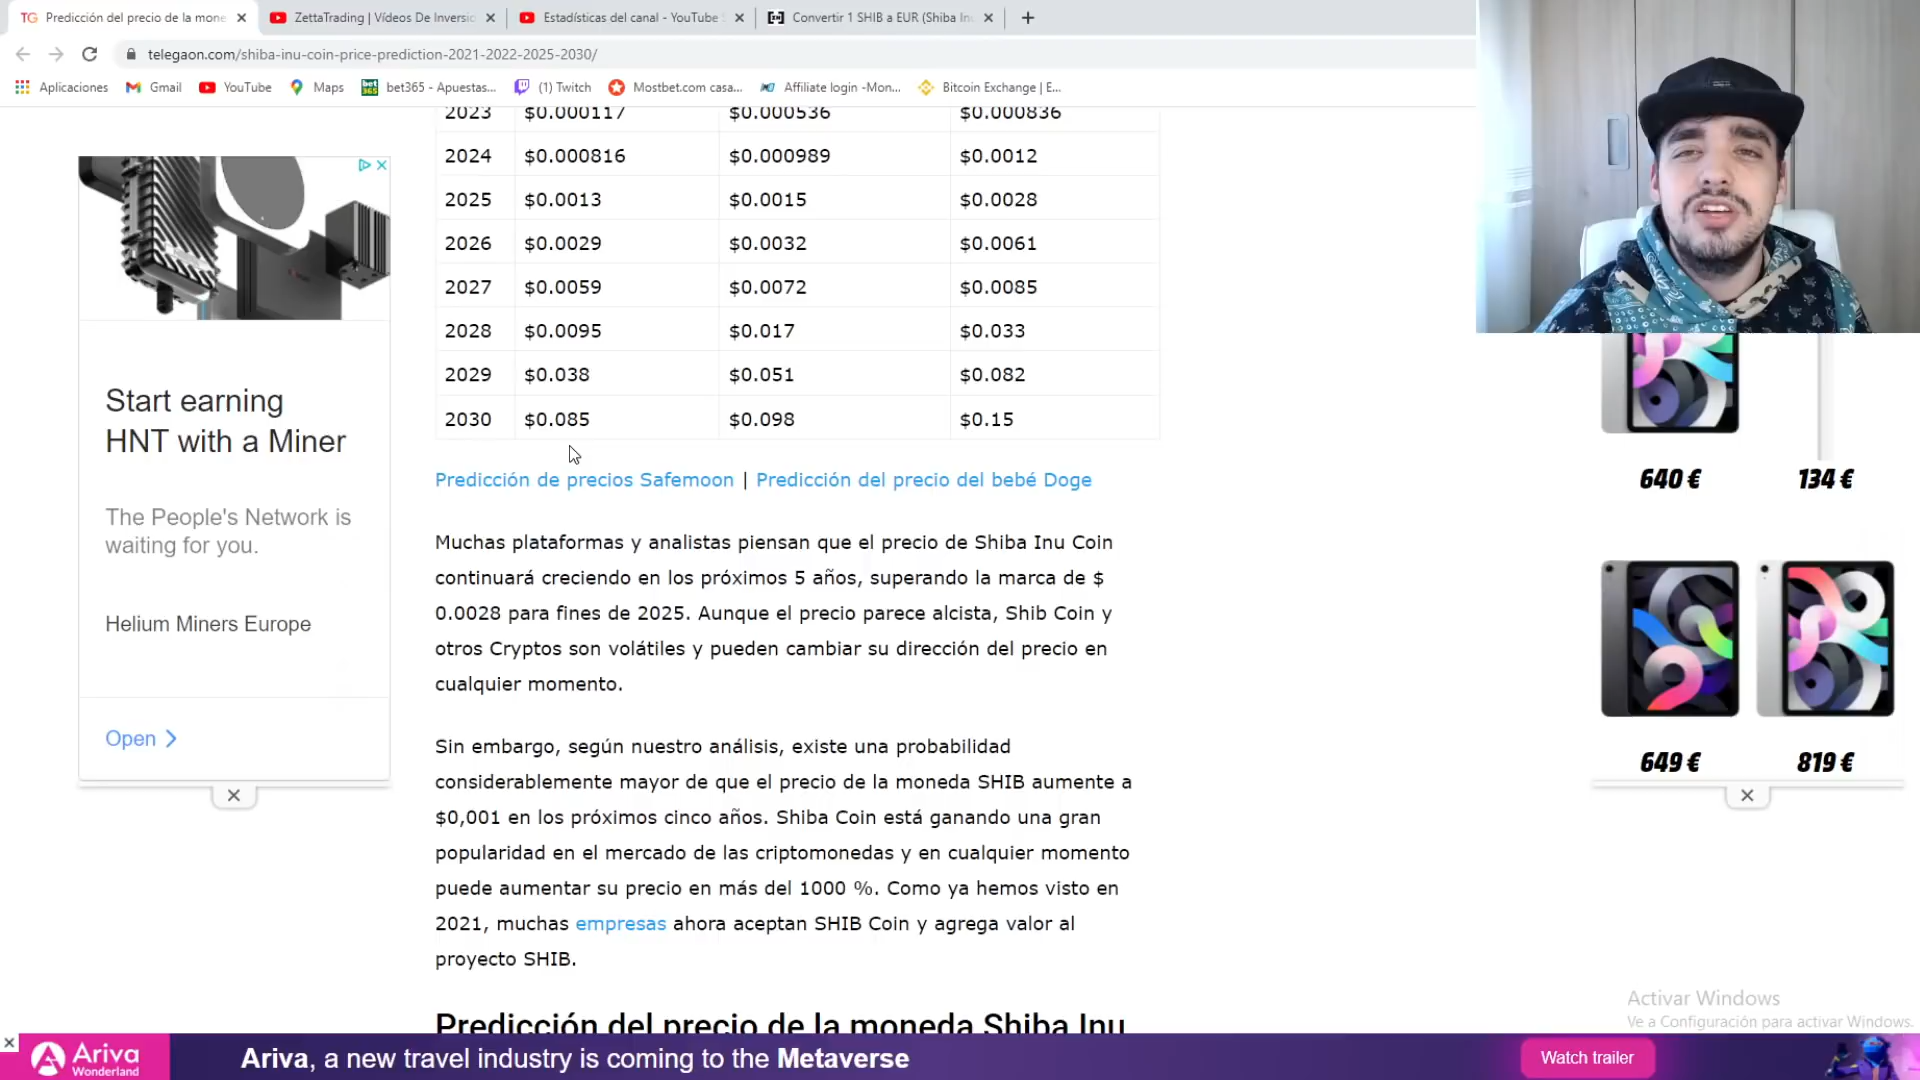 TG Predicción del precio de la mone
ZettaTrading | Vídeos De Inversió
Estadísticas del canal - YouTube
Convertir 1 SHIB a EUR (Shiba In
telegaon.com/shiba-inu-coin-price-prediction-2021-2022-2025-2030/
Aplicaciones
Gmail
YouTube
Maps
bet365 - Apuestas...
(1) Twitch
Mostbet.com casa...
Affiliate login -Mon...
Bitcoin Exchange | E...
2023 $0.000117 $0.000536 $0.000836
2024 $0.000816 $0.000989 $0.0012
2025 $0.0013 $0.0015 $0.0028
2026 $0.0029 $0.0032 $0.0061
2027 $0.0059 $0.0072 $0.0085
2028 $0.0095 $0.017 $0.033
2029 $0.038 $0.051 $0.082
2030 $0.085 $0.098 $0.15
Predicción de precios Safemoon | Predicción del precio del bebé Doge
Muchas plataformas y analistas piensan que el precio de Shiba Inu Coin
continuará creciendo en los próximos 5 años, superando la marca de $
0.0028 para fines de 2025. Aunque el precio parece alcista, Shib Coin y
otros Cryptos son volátiles y pueden cambiar su dirección del precio en
cualquier momento.
Sin embargo, según nuestro análisis, existe una probabilidad
considerablemente mayor de que el precio de la moneda SHIB aumente a
$0,001 en los próximos cinco años. Shiba Coin está ganando una gran
popularidad en el mercado de las criptomonedas y en cualquier momento
puede aumentar su precio en más del 1000 %. Como ya hemos visto en
2021, muchas empresas ahora aceptan SHIB Coin y agrega valor al
proyecto SHIB.
Predicción del precio de la moneda Shiba Inu
Start earning
HNT with a Miner
The People's Network is
waiting for you.
Helium Miners Europe
Open
640 €
134 €
649 €
819 €
Activar Windows
Ve a Configuración para activar Windows.
Ariva
Wonderland
Ariva, a new travel industry is coming to the Metaverse
Watch trailer